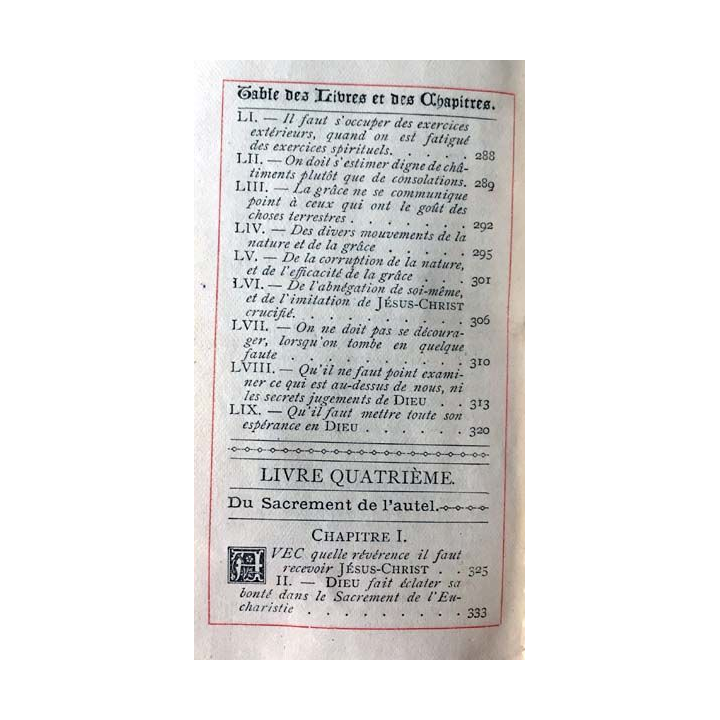 Table des Livres et des Chapitres.
LI. — Il faut s'occuper des exercices
extérieurs, quand on est fatigué
des exercices spirituels. . . . . 288
LII. — On doit s'estimer digne de châ-
timents plutôt que de consolations. 289
LIII. — La grâce ne se communique
point à ceux qui ont le goût des
choses terrestres . . . . . . . 292
LIV. — Des divers mouvements de la
nature et de la grâce . . . . . 295
LV. — De la corruption de la nature,
et de l'efficacité de la grâce . . . 301
LVI. — De l'abnégation de soi-même,
et de l'imitation de JÉSUS-CHRIST
crucifié. . . . . . . . . . 306
LVII. — On ne doit pas se découra-
ger, lorsqu'on tombe en quelque
faute . . . . . . . . . . 310
LVIII. — Qu'il ne faut point exami-
ner ce qui est au-dessus de nous, ni
les secrets jugements de DIEU . . 313
LIX. — Qu'il faut mettre toute son
espérance en DIEU . . . . . . 320
LIVRE QUATRIÈME.
Du Sacrement de l'autel.
CHAPITRE I.
AVEC quelle révérence il faut
recevoir JÉSUS-CHRIST . . 325
II. — DIEU fait éclater sa
bonté dans le Sacrement de l'Eu-
charistie . . . . . . . . . 333